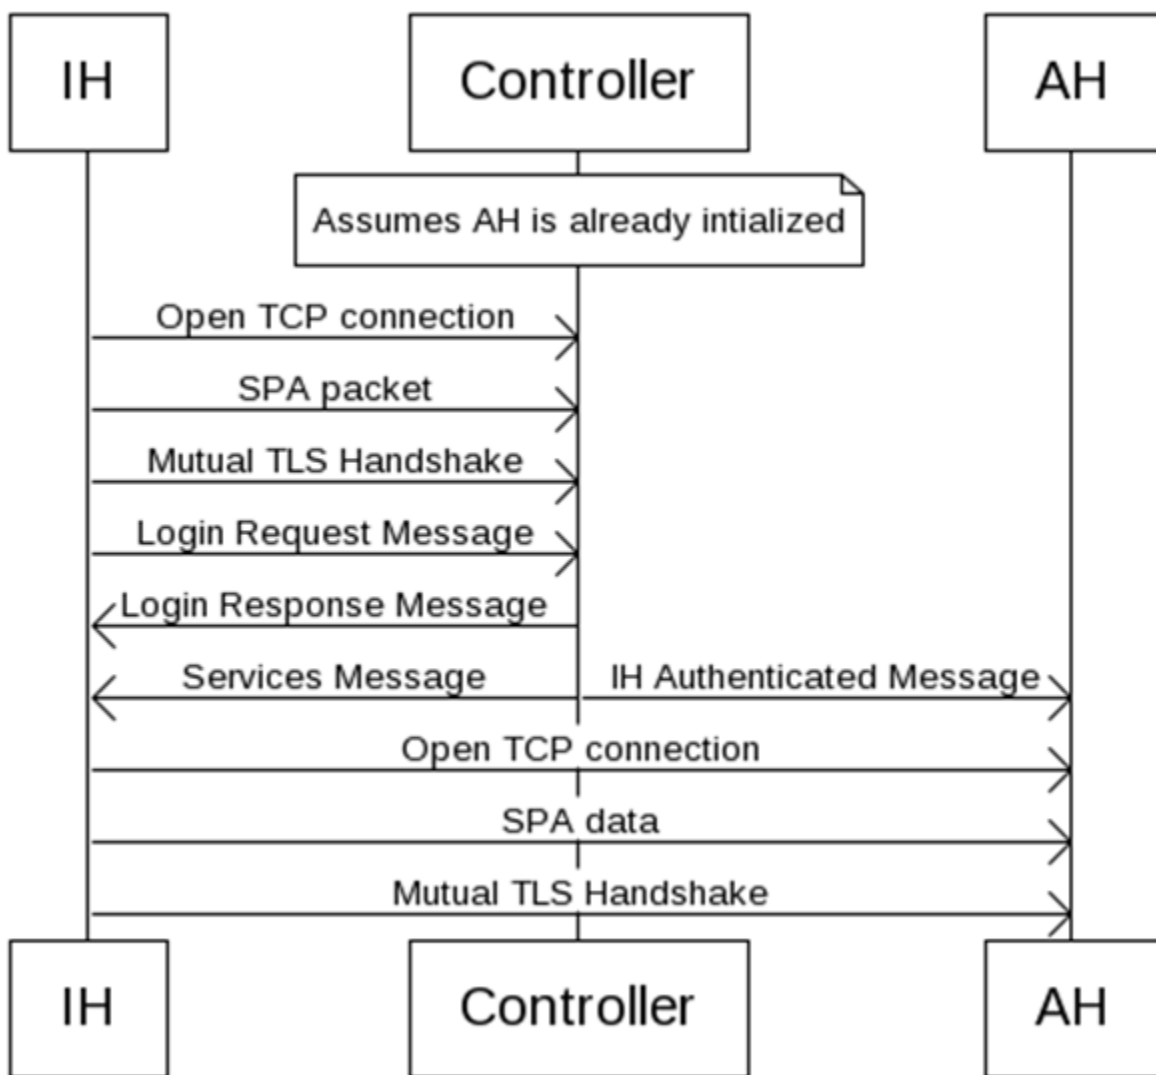 IH
Controller
AH
Assumes AH is already intialized
Open TCP connection
SPA packet
Mutual TLS Handshake
Login Request Message
Login Response Message
Services Message
IH Authenticated Message
Open TCP connection
SPA data
Mutual TLS Handshake
IH
Controller
AH